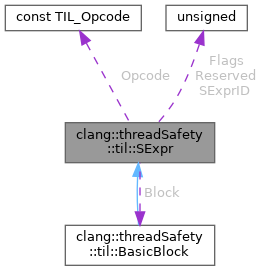 const TIL_Opcode
unsigned
Opcode
Flags
Reserved
SExprID
clang::threadSafety
::til::SExpr
Block
clang::threadSafety
::til::BasicBlock